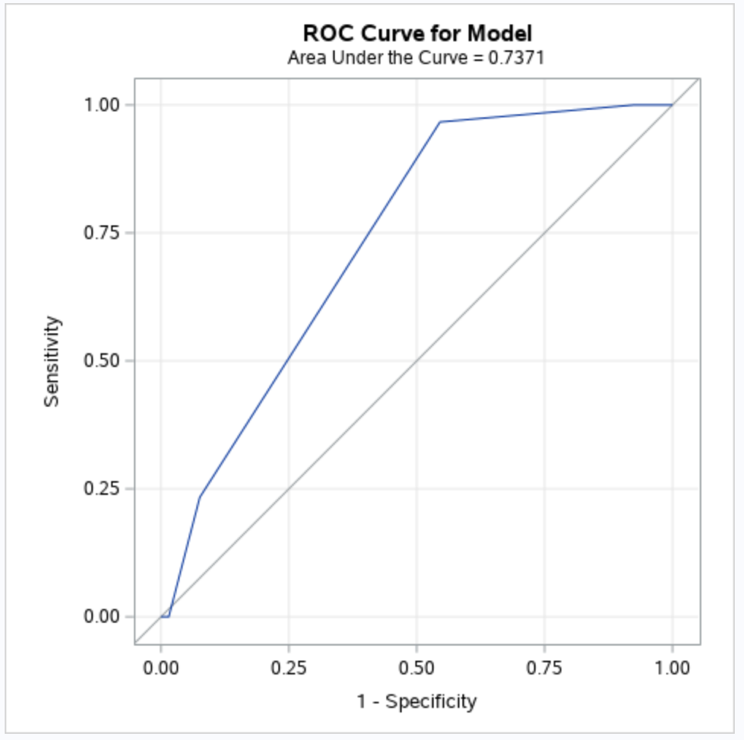 ROC Curve for Model
Area Under the Curve = 0.7371
1.00
0.75
0.50
0.25
0.00
Sensitivity
0.00 0.25 0.50 0.75 1.00
1 - Specificity